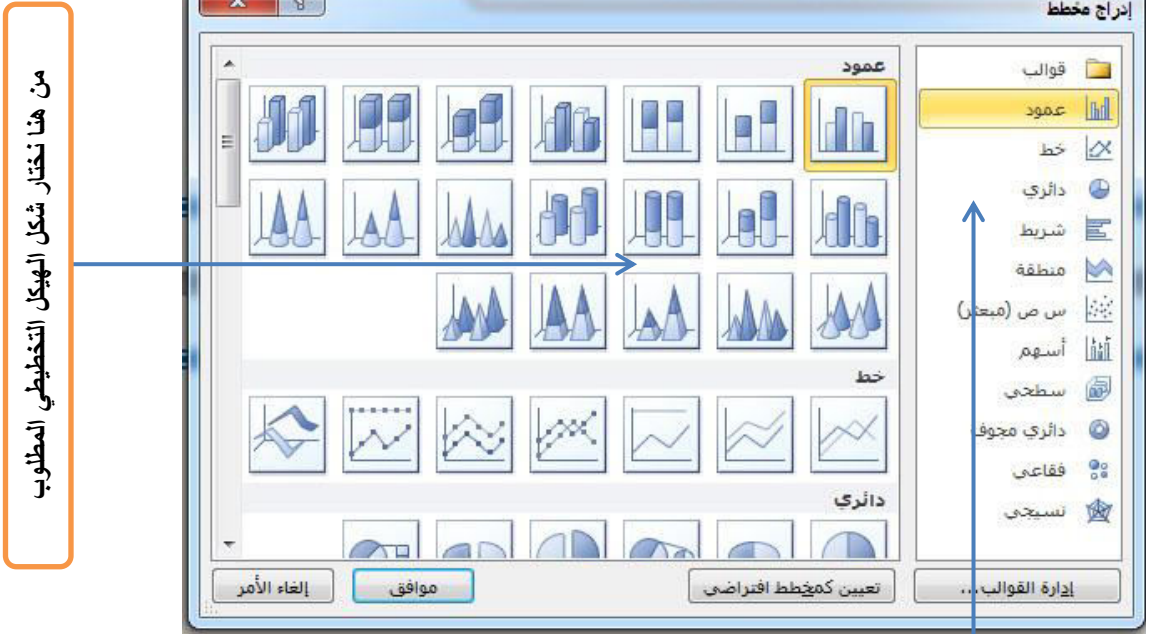 إدراج مخطط
قوالب
عمود
خط
دائري
شريط
منطقة
س ص (مبعثر)
أسهم
سطحي
دائري مجوف
فقاعي
نسيجي
عمود
خط
دائري
إدارة القوالب...
تعيين كمخطط افتراضي
موافق
إلغاء الأمر
من هنا نختار شكل الهيكل التخطيطي المطلوب